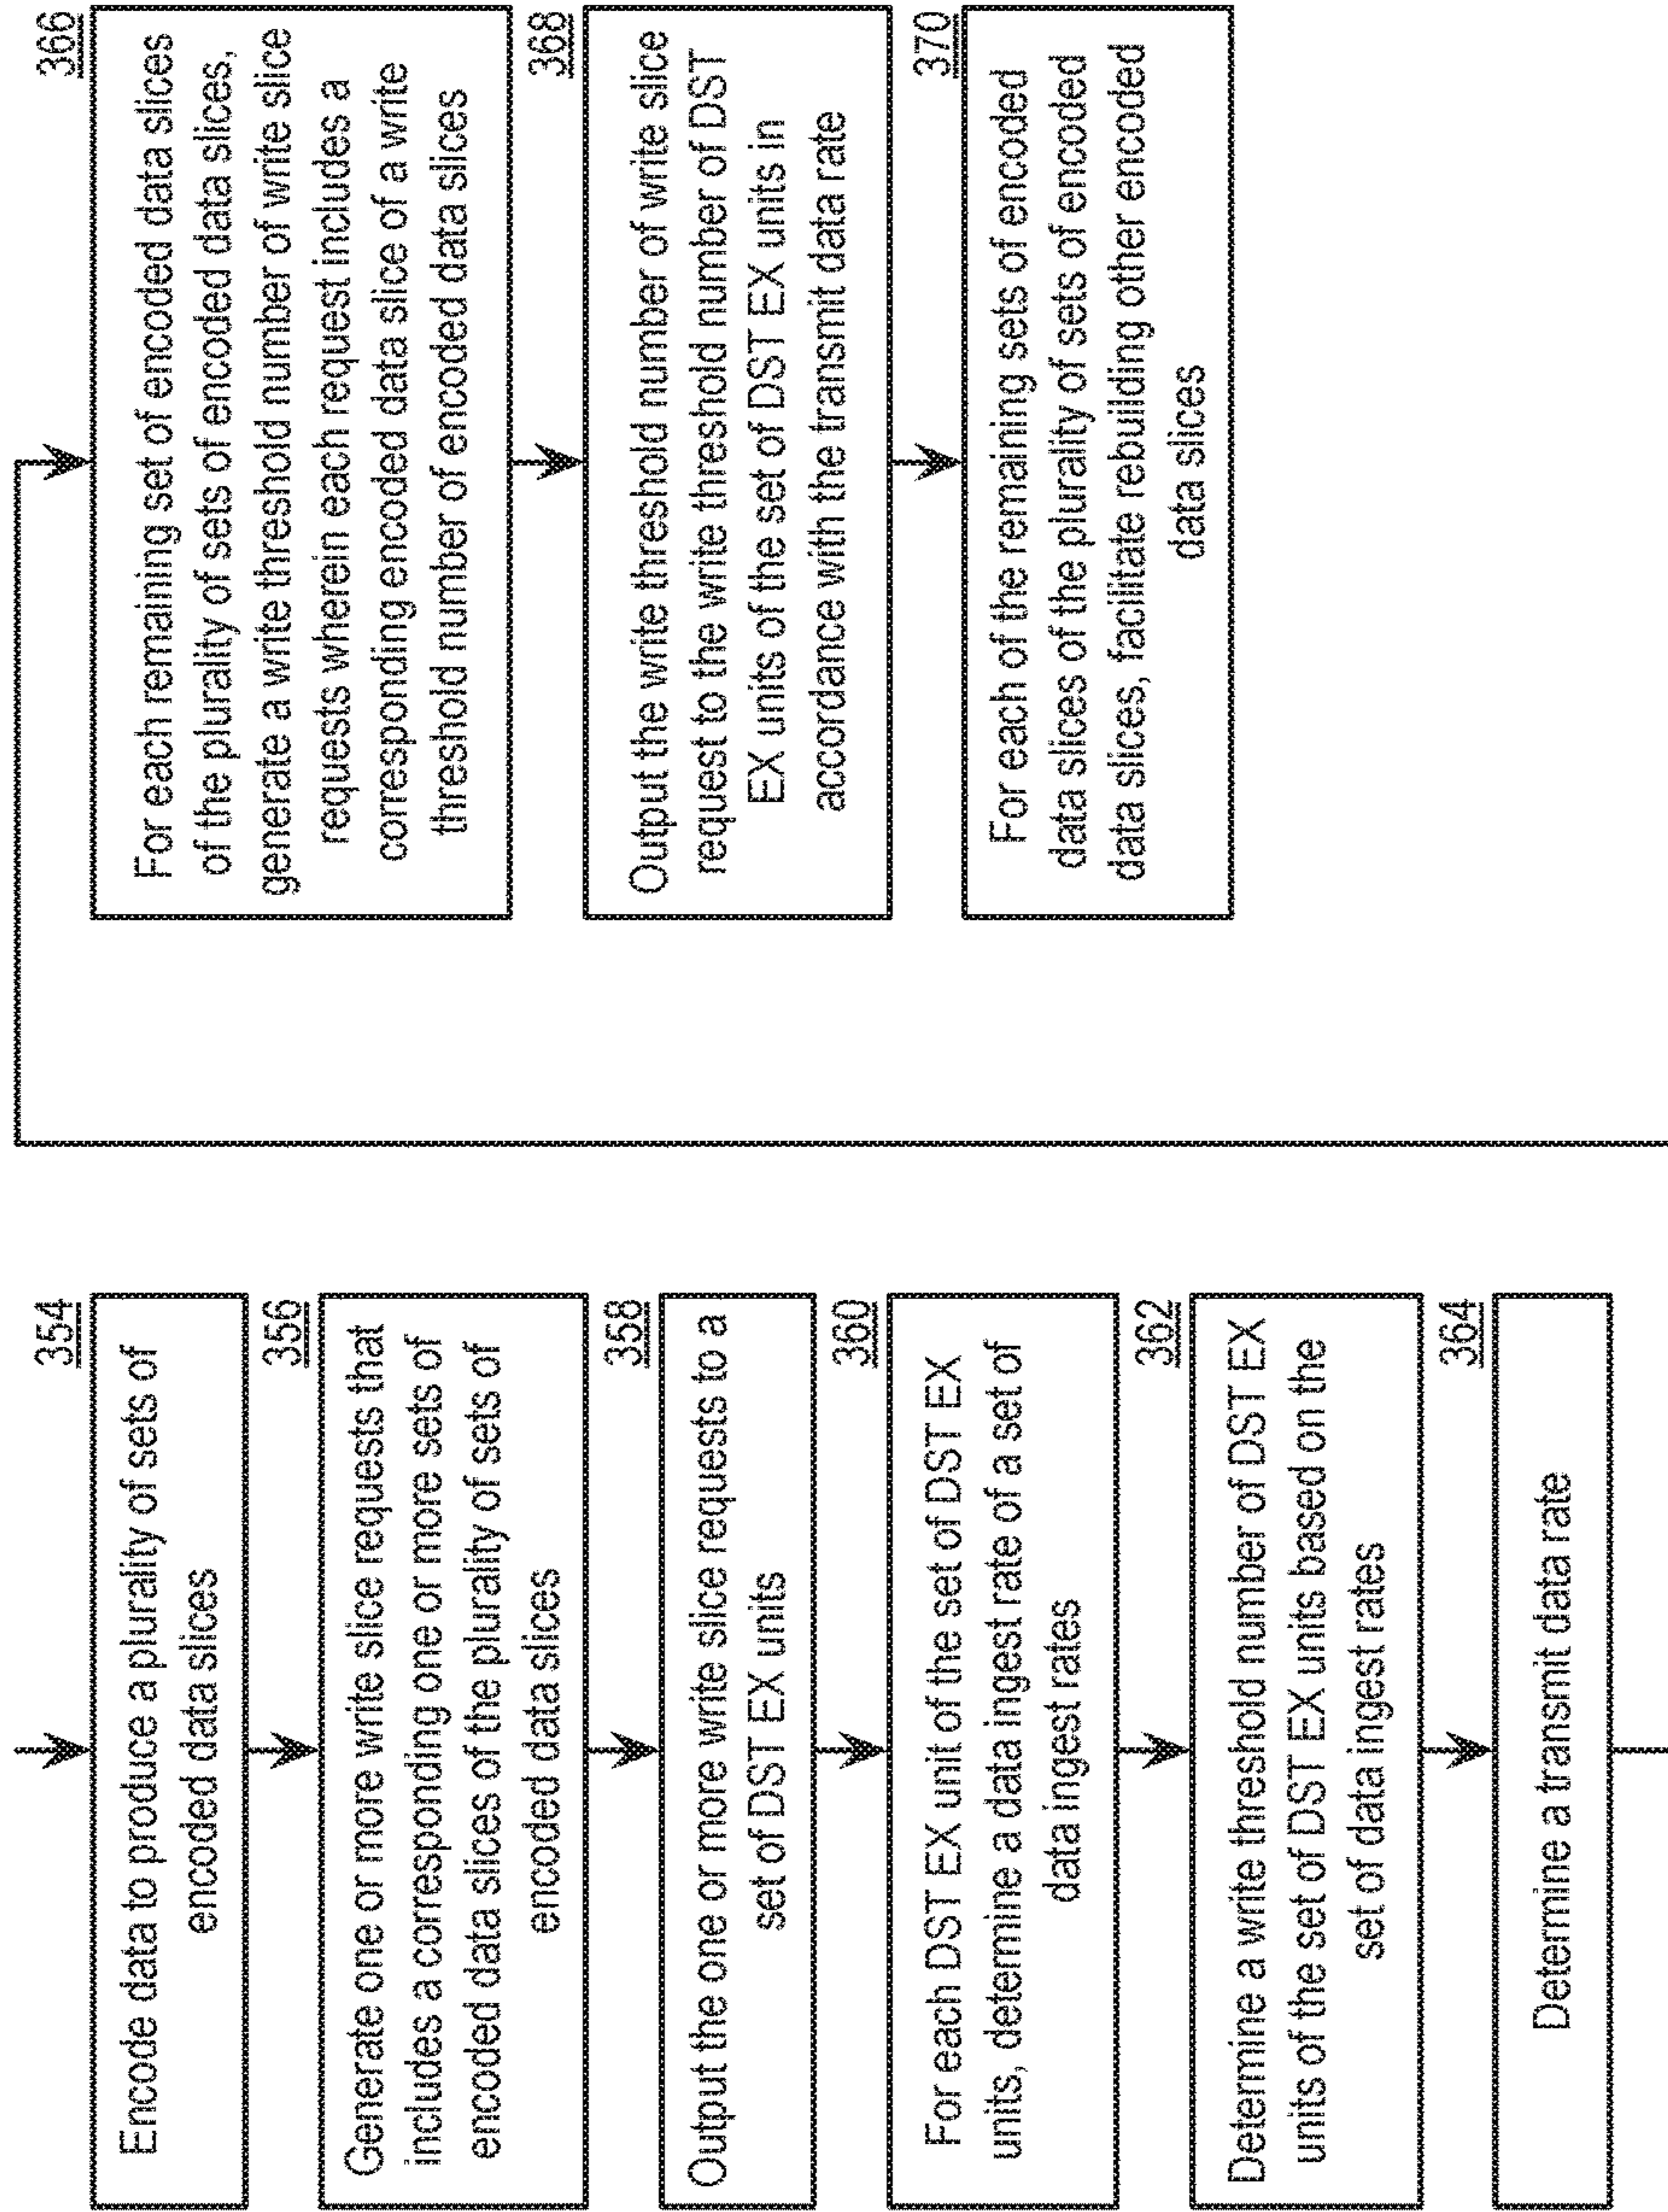 354
Encode data to produce a plurality of sets of
encoded data slices
356
Generate one or more write slice requests that
includes a corresponding one or more sets of
encoded data slices of the plurality of sets of
encoded data slices
358
Output the one or more write slice requests to a
set of DST EX units
360
For each DST EX unit of the set of DST EX
units, determine a data ingest rate of a set of
data ingest rates
362
Determine a write threshold number of DST EX
units of the set of DST EX units based on the
set of data ingest rates
364
Determine a transmit data rate
366
For each remaining set of encoded data slices
of the plurality of sets of encoded data slices,
generate a write threshold number of write slice
requests wherein each request includes a
corresponding encoded data slice of a write
threshold number of encoded data slices
368
Output the write threshold number of write slice
request to the write threshold number of DST
EX units of the set of DST EX units in
accordance with the transmit data rate
370
For each of the remaining sets of encoded
data slices of the plurality of sets of encoded
data slices, facilitate rebuilding other encoded
data slices